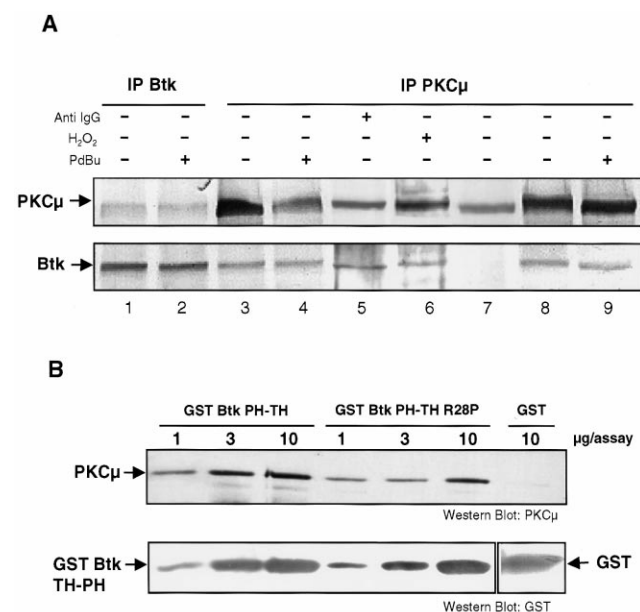 A
IP Btk IP PKCμ
Anti IgG – – – – + – – – –
H₂O₂ – – – – – + – – –
PdBu – + – + – – – – +
PKCμ
Btk
1 2 3 4 5 6 7 8 9
B
GST Btk PH-TH GST Btk PH-TH R28P GST
1 3 10 1 3 10 10 μg/assay
PKCμ
Western Blot: PKCμ
GST Btk
TH-PH
GST
Western Blot: GST